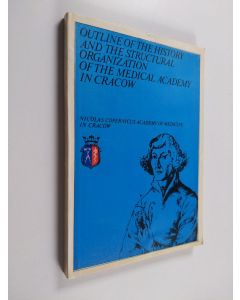 OUTLINE OF THE HISTORY
AND THE STRUCTURAL
ORGANIZATION
OF THE MEDICAL ACADEMY
IN CRACOW
NICOLAS COPERNICUS ACADEMY OF MEDICINE
IN CRACOW